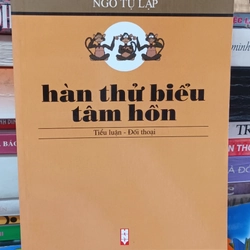 NGÔ TỰ LẬP
hàn thử biểu
tâm hồn
Tiểu luận - Đối thoại